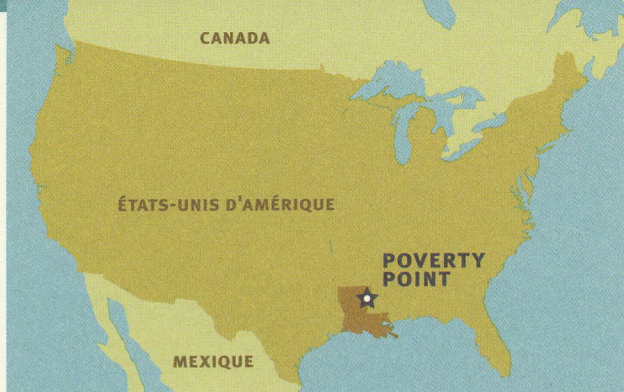 CANADA
ÉTATS-UNIS D'AMÉRIQUE
POVERTY
POINT
MEXIQUE